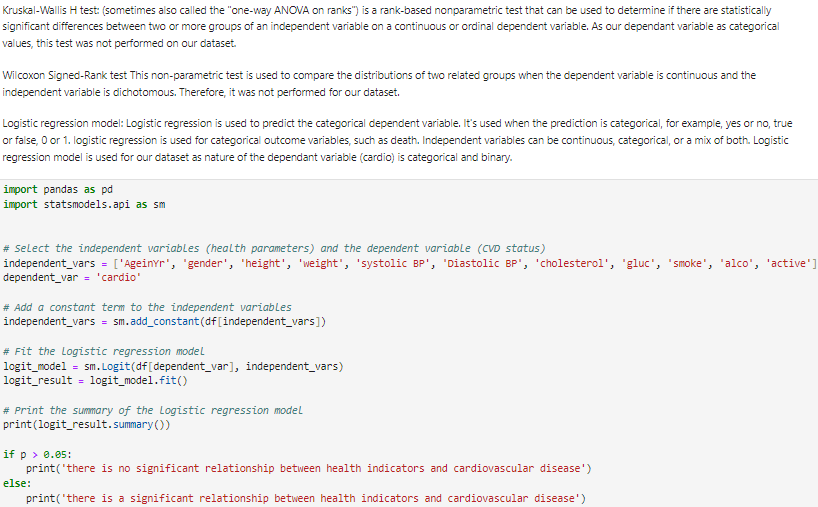 Kruskal-Wallis H test: (sometimes also called the "one-way ANOVA on ranks") is a rank-based nonparametric test that can be used to determine if there are statistically
significant differences between two or more groups of an independent variable on a continuous or ordinal dependent variable. As our dependant variable as categorical
values, this test was not performed on our dataset.
Wilcoxon Signed-Rank test This non-parametric test is used to compare the distributions of two related groups when the dependent variable is continuous and the
independent variable is dichotomous. Therefore, it was not performed for our dataset.
Logistic regression model: Logistic regression is used to predict the categorical dependent variable. It's used when the prediction is categorical, for example, yes or no, true
or false, 0 or 1. logistic regression is used for categorical outcome variables, such as death. Independent variables can be continuous, categorical, or a mix of both. Logistic
regression model is used for our dataset as nature of the dependant variable (cardio) is categorical and binary.
import pandas as pd
import statsmodels.api as sm
# Select the independent variables (health parameters) and the dependent variable (CVD status)
independent_vars = ['AgeinYr', 'gender', 'height', 'weight', 'systolic BP', 'Diastolic BP', 'cholesterol', 'gluc', 'smoke', 'alco', 'active']
dependent_var = 'cardio'
# Add a constant term to the independent variables
independent_vars = sm.add_constant(df[independent_vars])
# Fit the logistic regression model
logit_model = sm.Logit(df[dependent_var], independent_vars)
logit_result = logit_model.fit()
# Print the summary of the logistic regression model
print(logit_result.summary())
if p > 0.05:
    print('there is no significant relationship between health indicators and cardiovascular disease')
else:
    print('there is a significant relationship between health indicators and cardiovascular disease')